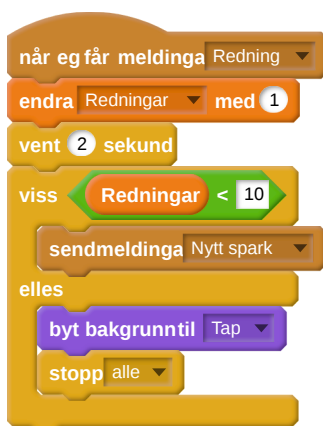 når eg får meldinga Redning
endra Redningar med 1
vent 2 sekund
viss Redningar < 10
sendmeldinga Nytt spark
elles
byt bakgrunntil Tap
stopp alle